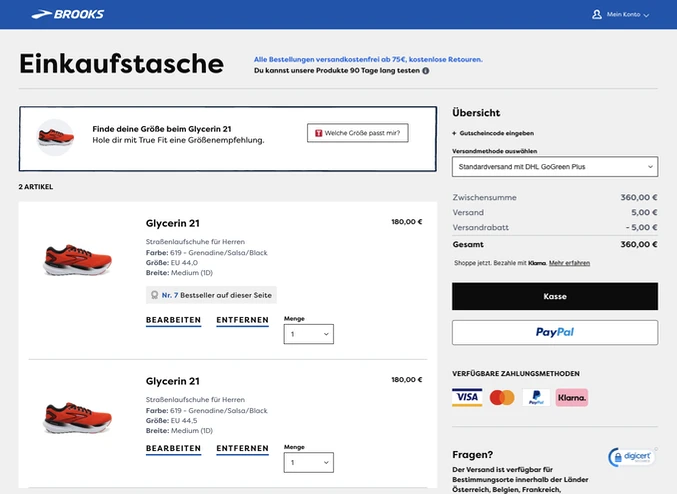 BROOKS
Mein Konto
Einkaufstasche
Alle Bestellungen versandkostenfrei ab 75€, kostenlose Retouren.
Du kannst unsere Produkte 90 Tage lang testen
Finde deine Größe beim Glycerin 21
Hole dir mit True Fit eine Größenempfehlung.
Welche Größe passt mir?
2 ARTIKEL
Glycerin 21
180,00 €
Straßenlaufschuhe für Herren
Farbe: 619 - Grenadine/Salsa/Black
Größe: EU 44,0
Breite: Medium (1D)
Nr. 7 Bestseller auf dieser Seite
BEARBEITEN
ENTFERNEN
Menge
1
Glycerin 21
180,00 €
Straßenlaufschuhe für Herren
Farbe: 619 - Grenadine/Salsa/Black
Größe: EU 44,5
Breite: Medium (1D)
BEARBEITEN
ENTFERNEN
Menge
1
Übersicht
+ Gutscheincode eingeben
Versandmethode auswählen
Standardversand mit DHL GoGreen Plus
Zwischensumme 360,00 €
Versand 5,00 €
Versandrabatt - 5,00 €
Gesamt 360,00 €
Shoppe jetzt. Bezahle mit Klarna. Mehr erfahren
Kasse
PayPal
VERFÜGBARE ZAHLUNGSMETHODEN
VISA
PayPal
Klarna.
Fragen?
digicert
Der Versand ist verfügbar für
Bestimmungsorte innerhalb der Länder
Österreich, Belgien, Frankreich,